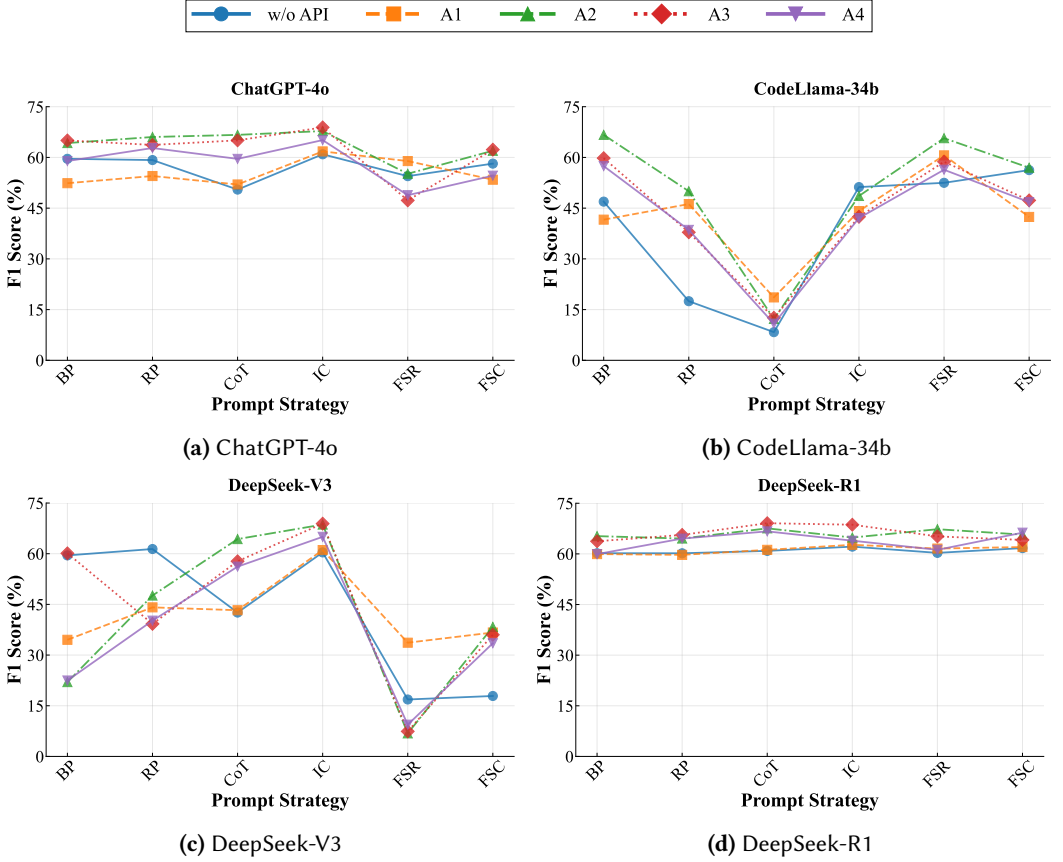 w/o API A1 A2 A3 A4
ChatGPT-4o
75
60
45
30
15
0
F1 Score (%)
BP RP CoT IC FSR FSC
Prompt Strategy
(a) ChatGPT-4o
CodeLlama-34b
75
60
45
30
15
0
F1 Score (%)
BP RP CoT IC FSR FSC
Prompt Strategy
(b) CodeLlama-34b
DeepSeek-V3
75
60
45
30
15
0
F1 Score (%)
BP RP CoT IC FSR FSC
Prompt Strategy
(c) DeepSeek-V3
DeepSeek-R1
75
60
45
30
15
0
F1 Score (%)
BP RP CoT IC FSR FSC
Prompt Strategy
(d) DeepSeek-R1